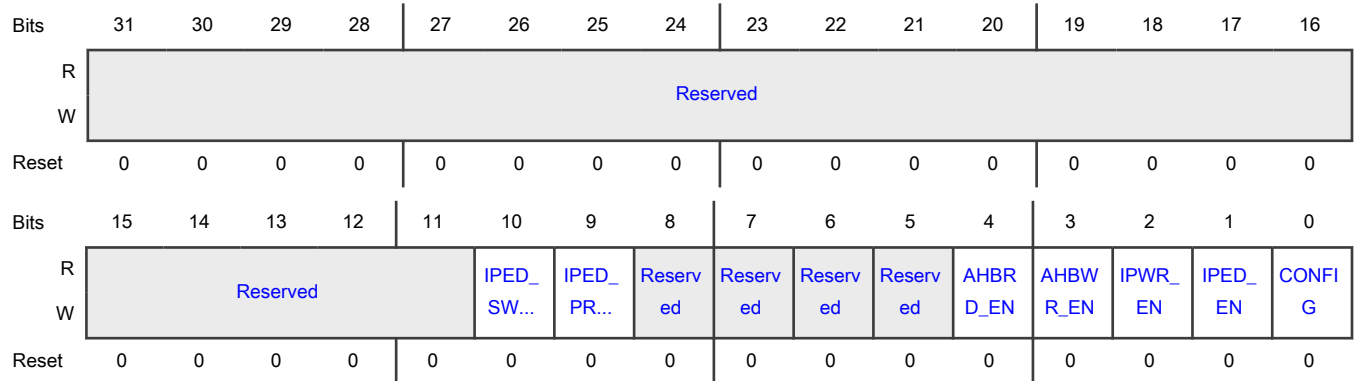 Bits 31 30 29 28 27 26 25 24 23 22 21 20 19 18 17 16
R
Reserved
W
Reset 0 0 0 0 0 0 0 0 0 0 0 0 0 0 0 0
Bits 15 14 13 12 11 10 9 8 7 6 5 4 3 2 1 0
R IPED_ IPED_ Reserv Reserv Reserv Reserv AHBR AHBW IPWR_ IPED_ CONFI
Reserved
W SW... PR... ed ed ed ed D_EN R_EN EN EN G
Reset 0 0 0 0 0 0 0 0 0 0 0 0 0 0 0 0